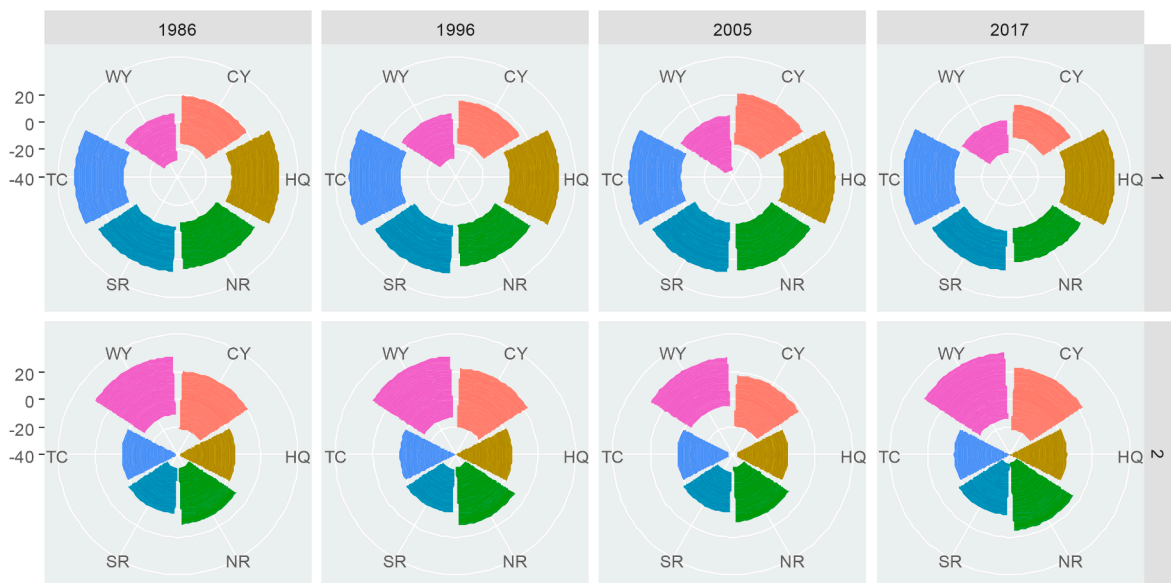 1986 1996 2005 2017
WY CY WY CY WY CY WY CY
20
0
-20
-40 TC HQ TC HQ TC HQ TC HQ 1
SR NR SR NR SR NR SR NR
WY CY WY CY WY CY WY CY
20
0
-20
-40 TC HQ TC HQ TC HQ TC HQ 2
SR NR SR NR SR NR SR NR